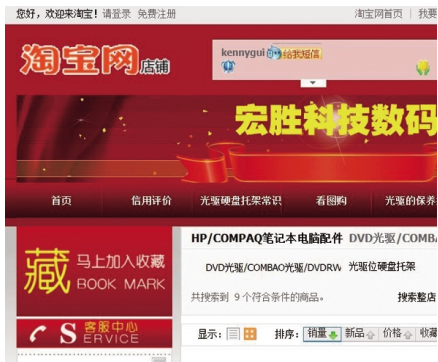 您好，欢迎来淘宝！请登录 免费注册
淘宝网首页 | 我要
淘宝网店铺
kennygui 给我短信
宏胜科技数码
首页 信用评价 光驱硬盘托架常识 看图购 光驱的保养
藏 马上加入收藏
BOOK MARK
客服中心
SERVICE
HP/COMPAQ笔记本电脑配件 DVD光驱/COMBA
DVD光驱/COMBAO光驱/DVDRW 光驱位硬盘托架
共搜索到 9个符合条件的商品。 搜索整店
显示： 排序： 销量 新品 价格 收藏